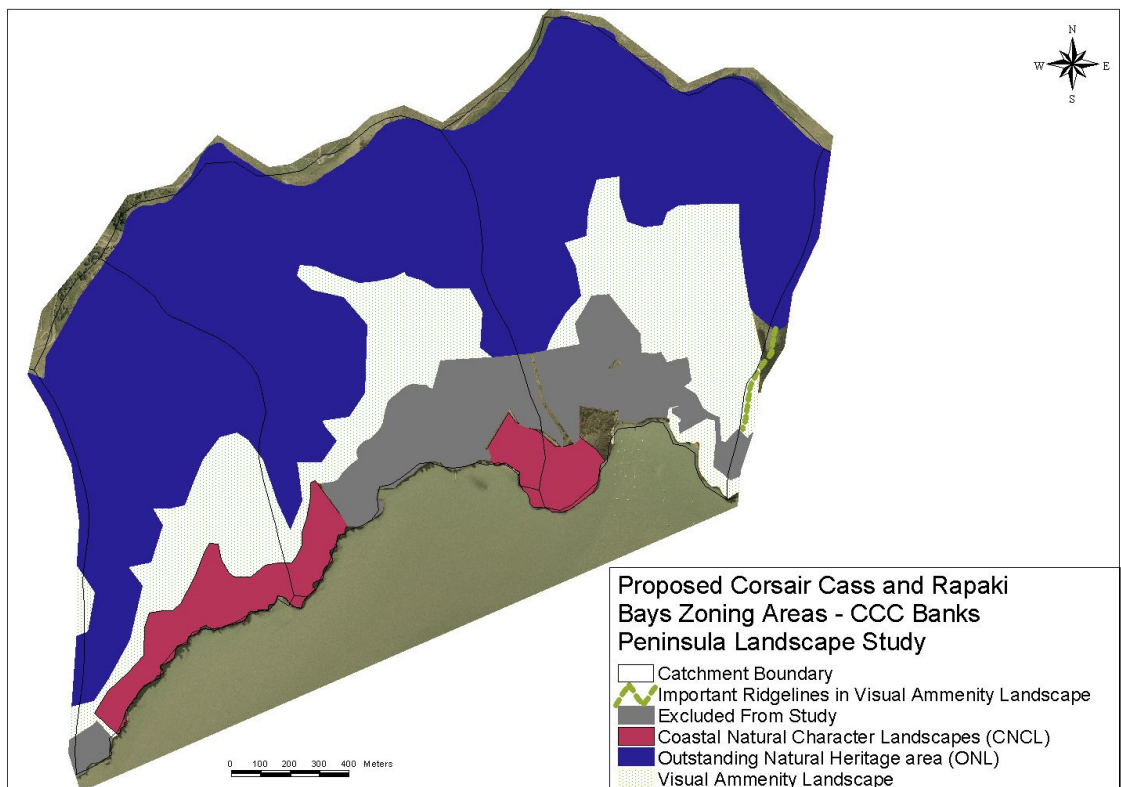 N
W E
S
Proposed Corsair Cass and Rapaki
Bays Zoning Areas - CCC Banks
Peninsula Landscape Study
Catchment Boundary
Important Ridgelines in Visual Ammenity Landscape
Excluded From Study
Coastal Natural Character Landscapes (CNCL)
Outstanding Natural Heritage area (ONL)
Visual Ammenity Landscape
0 100 200 300 400 Meters